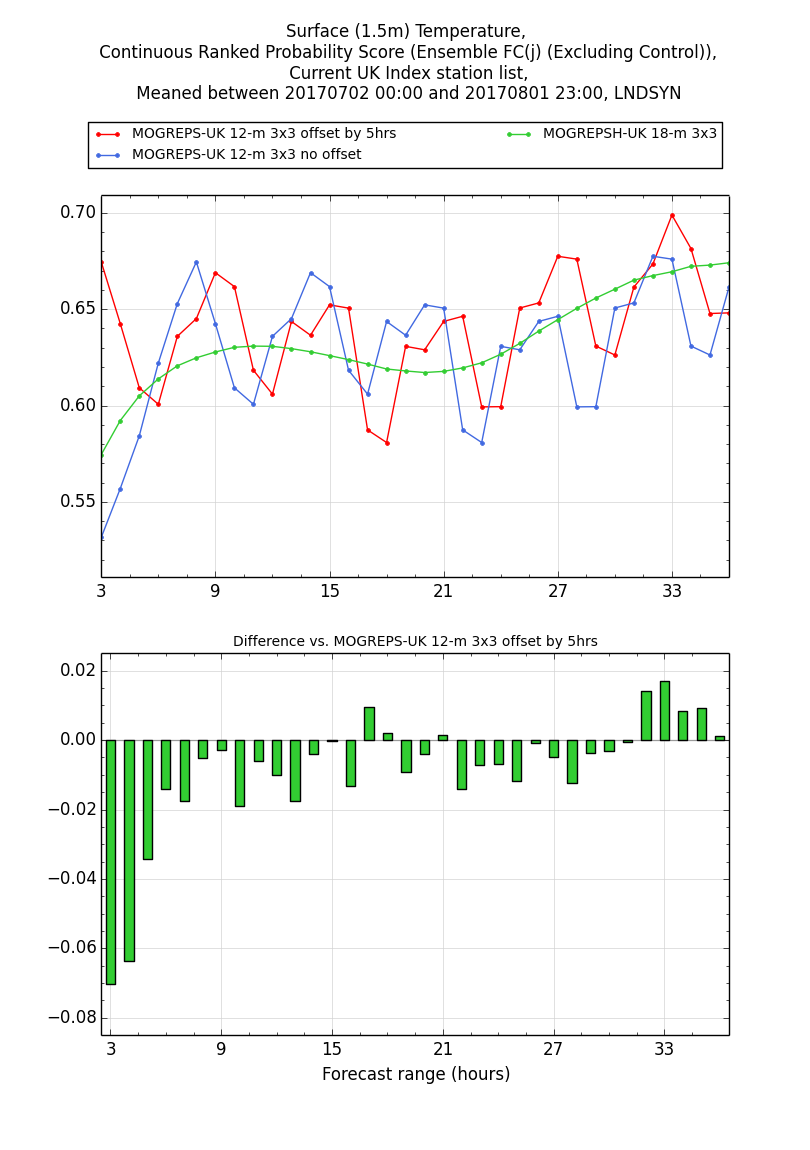 Surface (1.5m) Temperature,
Continuous Ranked Probability Score (Ensemble FC(j) (Excluding Control)),
Current UK Index station list,
Meaned between 20170702 00:00 and 20170801 23:00, LNDSYN
MOGREPS-UK 12-m 3x3 offset by 5hrs
MOGREPSH-UK 18-m 3x3
MOGREPS-UK 12-m 3x3 no offset
0.70
0.65
0.60
0.55
3 9 15 21 27 33
Difference vs. MOGREPS-UK 12-m 3x3 offset by 5hrs
0.02
0.00
−0.02
−0.04
−0.06
−0.08
3 9 15 21 27 33
Forecast range (hours)